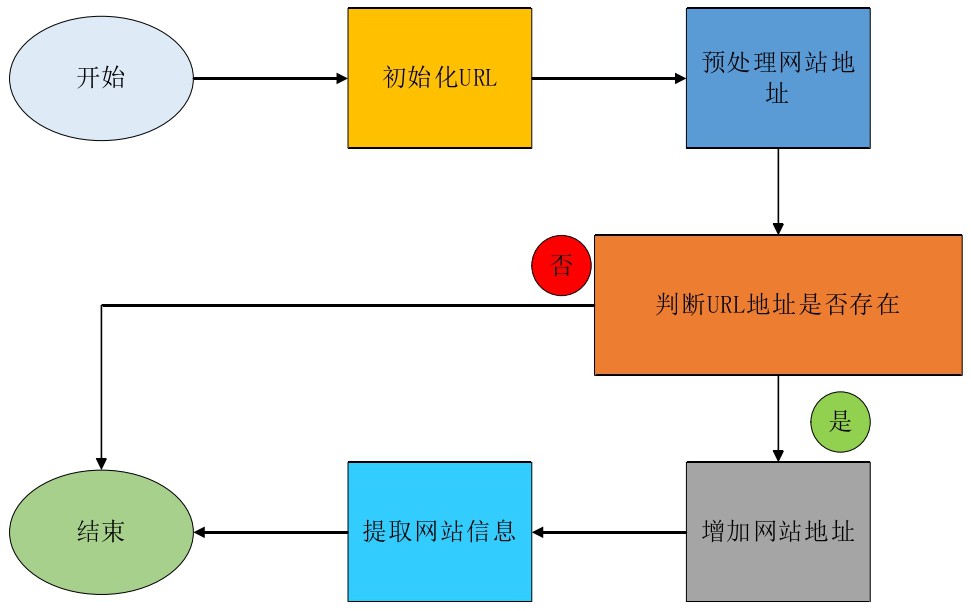 开始
初始化URL
预处理网站地
址
否
判断URL地址是否存在
是
结束
提取网站信息
增加网站地址